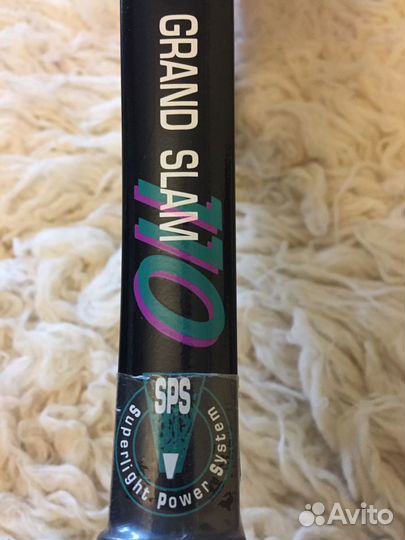 GRAND SLAM
110
SPS
Superlight Power System
Avito